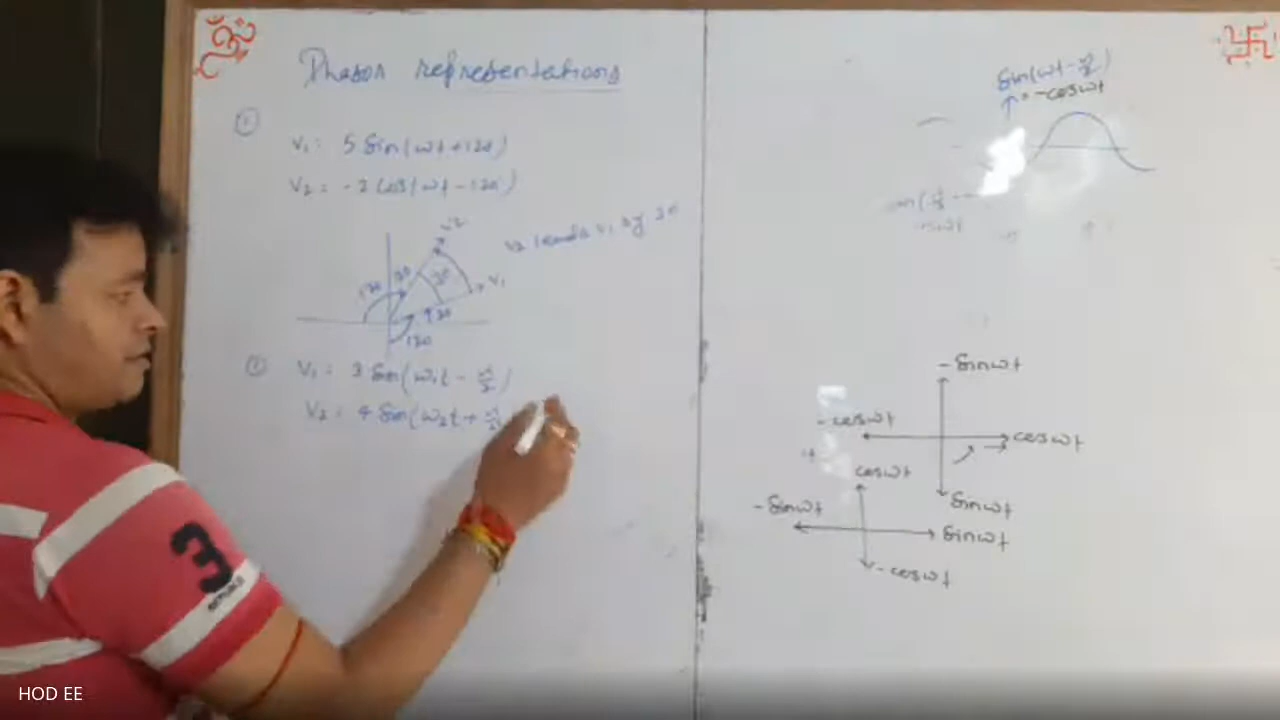 ॐ
Phasor representations
①
V₁ = 5 Sin(ωt+120)
V₂ = -2 cos(ωt-120°)
V₂
V₂ leads V₁ by 30
120
30
30
V₁
120
② V₁ = 3 Sin(ω₁t - π/2)
V₂ = 4 Sin(ω₂t + π/2
Sin(ωt-π/2)
= -cosωt
- Sinωt
- cosωt
cosωt
Sinωt
cosωt
- Sinωt
Sinωt
- cosωt
3
HOD EE